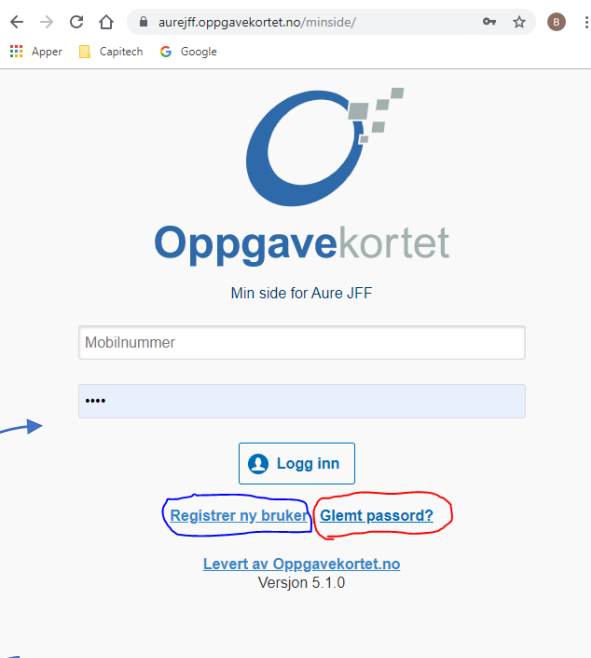 aurejff.oppgavekortet.no/minside/
B
Apper Capitech Google
Oppgavekortet
Min side for Aure JFF
Mobilnummer
••••
Logg inn
Registrer ny bruker Glemt passord?
Levert av Oppgavekortet.no
Versjon 5.1.0